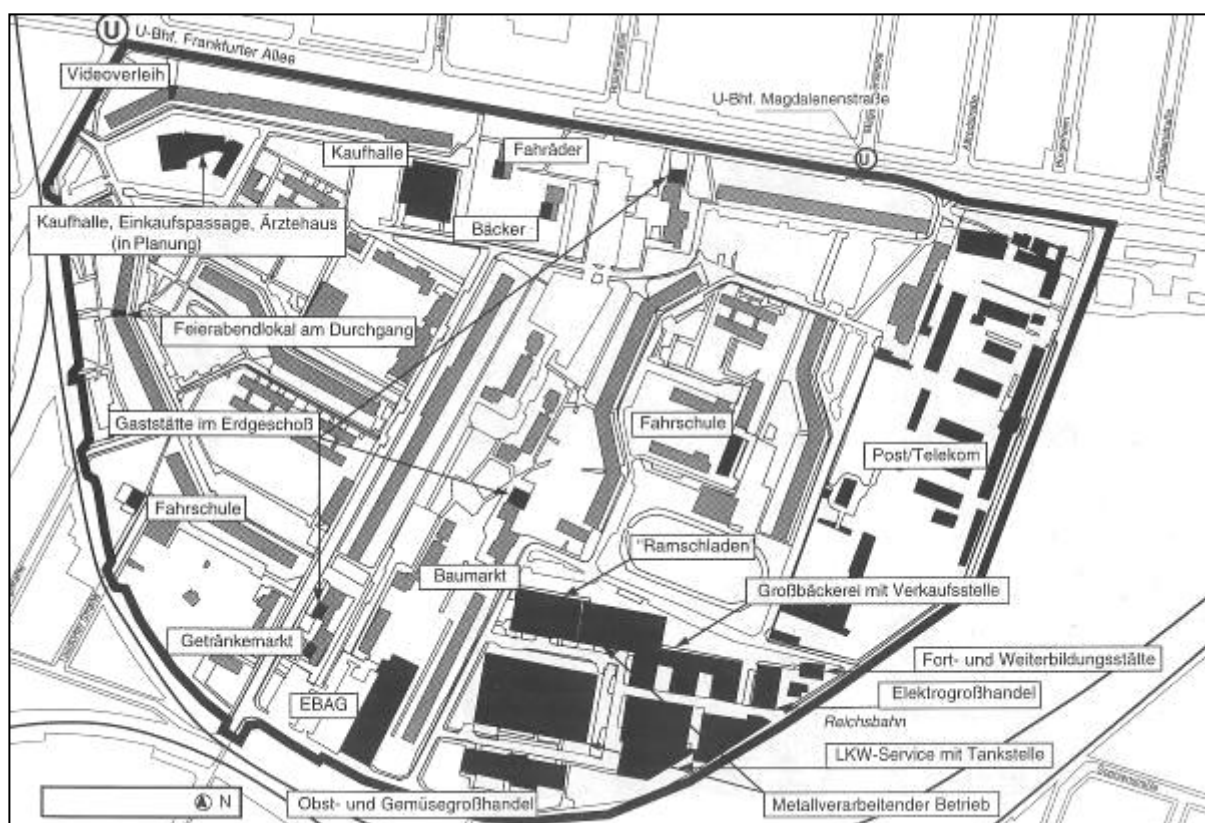 U
U-Bhf. Frankfurter Allee
Videoverleih
U-Bhf. Magdalenenstraße
U
Kaufhalle
Fahräder
Kaufhalle, Einkaufspassage, Ärztehaus
(in Planung)
Bäcker
Feierabendlokal am Durchgang
Gaststätte im Erdgeschoß
Fahrschule
Post/Telekom
Fahrschule
"Ramschladen
Baumarkt
Großbäckerei mit Verkaufsstelle
Getränkemarkt
Fort- und Weiterbildungsstälte
EBAG
Elektrogroßhandel
Reichsbahn
LKW-Service mit Tankstelle
N
Obst- und Gemüsegroßhandel
Metallverarbeitender Betrieb